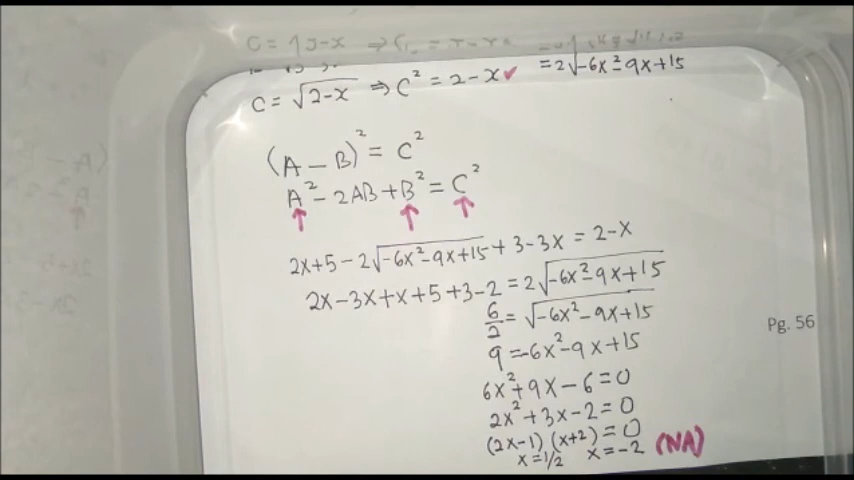 C = √2-x ⇒ C² = 2-x ✓ = 2√-6x²-9x+15
(A - B)² = C²
A² - 2AB + B² = C²
↑ ↑ ↑
2x+5-2√-6x²-9x+15 + 3-3x = 2-x
2x-3x+x+5+3-2 = 2√-6x²-9x+15
6/2 = √-6x²-9x+15
Pg. 56
9 = -6x²-9x+15
6x²+9x-6=0
2x²+3x-2=0
(2x-1)(x+2)=0
x=1/2 x=-2 (NA)